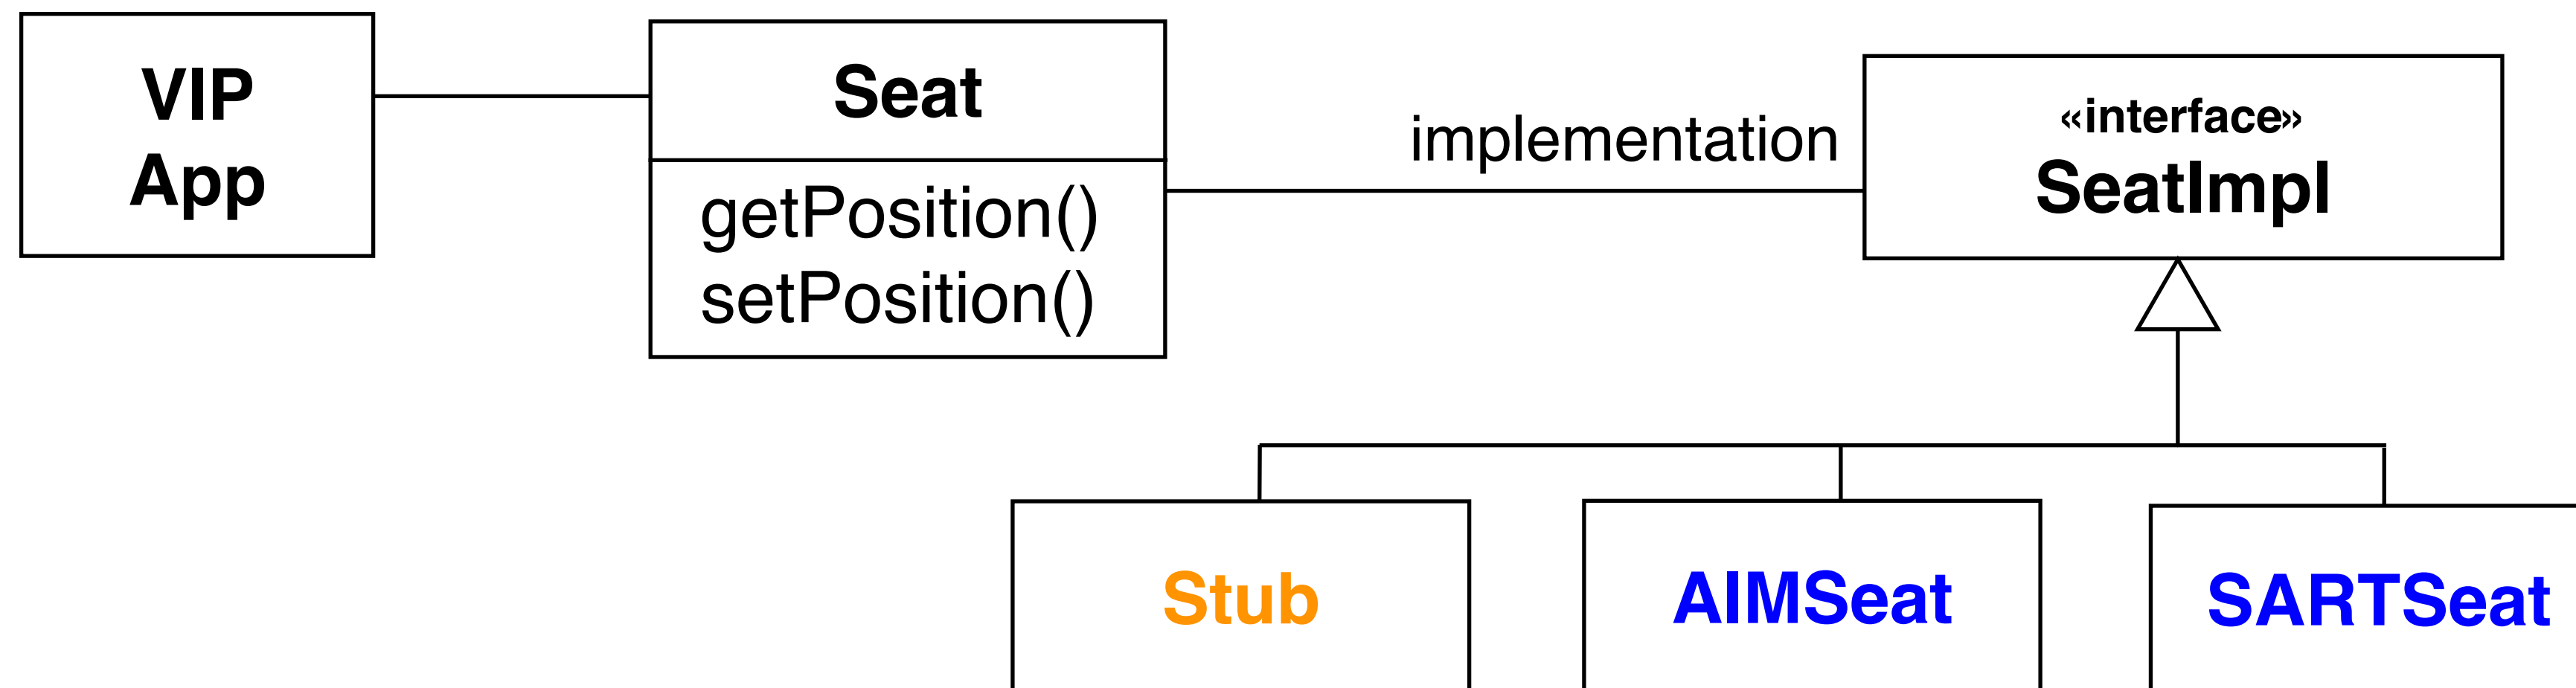 VIP
App
Seat
getPosition()
setPosition()
implementation
«interface»
SeatImpl
Stub
AIMSeat
SARTSeat